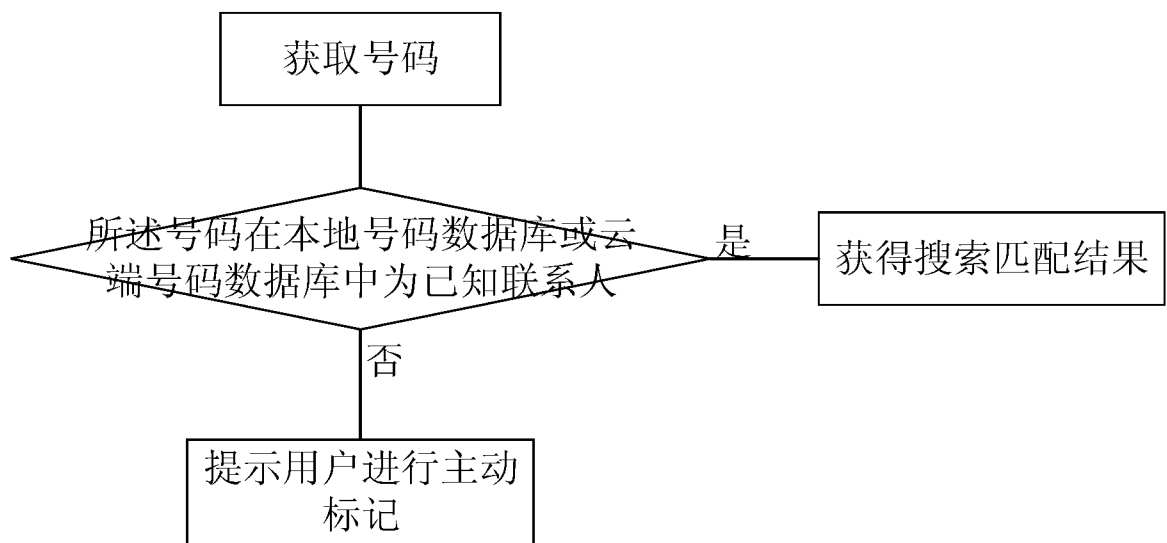 获取号码
所述号码在本地号码数据库或云
端号码数据库中为已知联系人
是
获得搜索匹配结果
否
提示用户进行主动
标记